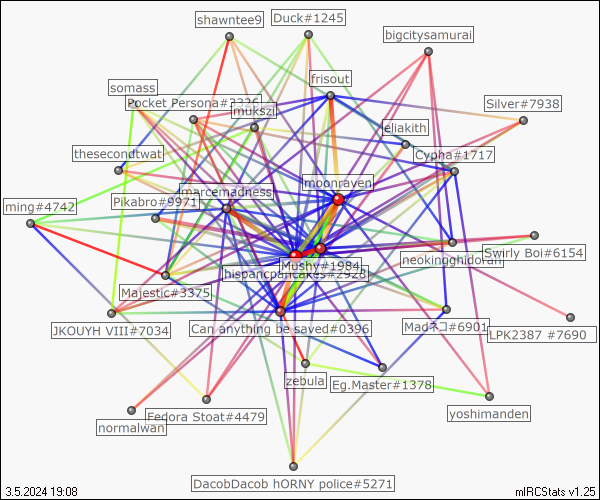 shawntee9
Duck#1245
bigcitysamurai
frisout
somass
Pocket Persona#2326
mukszi
Silver#7938
eliakith
thesecondtwat
Cypha#1717
moonraven
marcemadness
Pikabro#9971
ming#4742
Swirly Boi#6154
neokingghidorah
Mushy#1984
hispancpancakes#2928
Majestic#3375
JKOUYH VIII#7034
Can anything be saved#0396
Madネコ#6901
LPK2387 #7690
zebula
Eg.Master#1378
yoshimanden
Fedora Stoat#4479
normalwan
DacobDacob hORNY police#5271
3.5.2024 19:08
mIRCStats v1.25